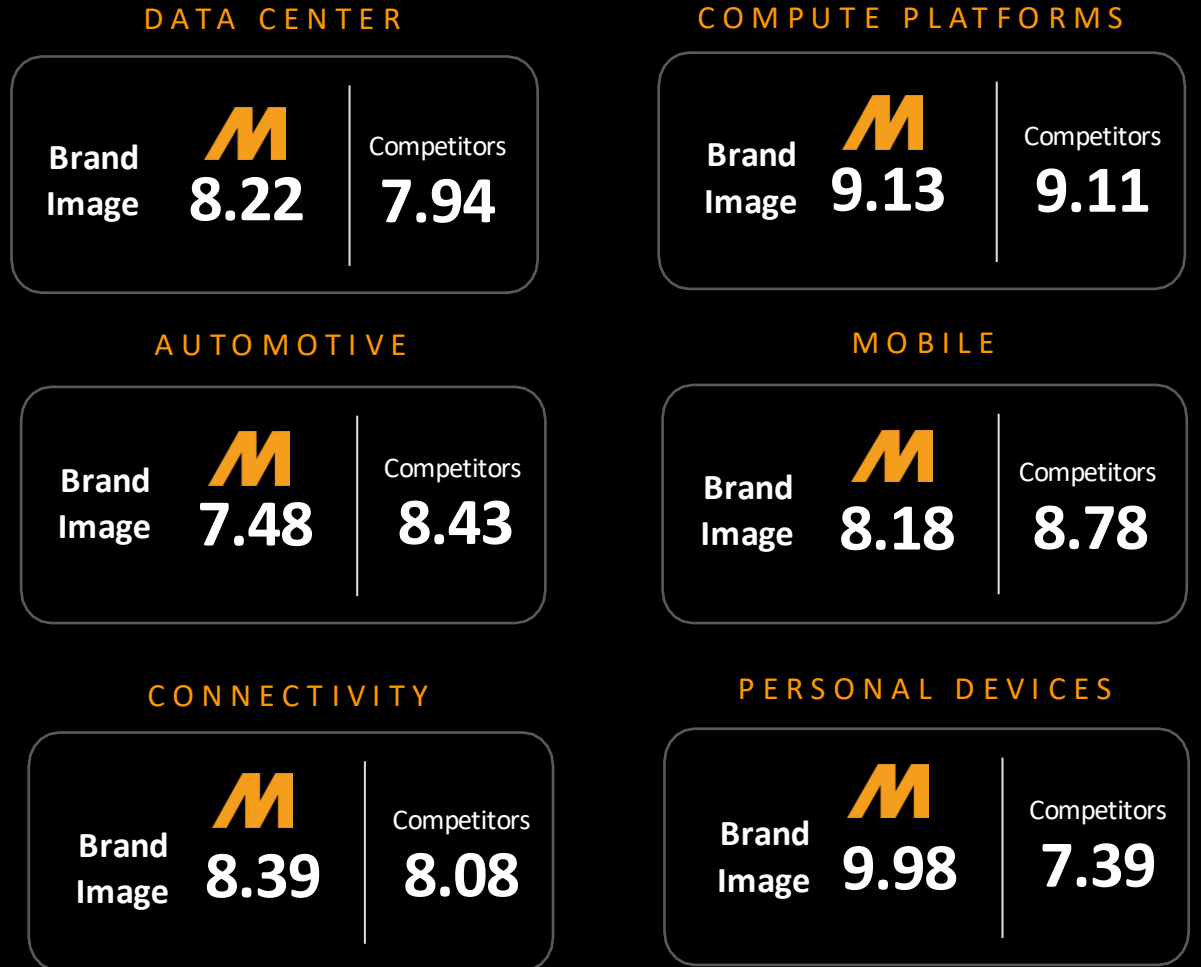 DATA CENTER
Brand
Image
M
8.22
Competitors
7.94
COMPUTE PLATFORMS
Brand
Image
M
9.13
Competitors
9.11
AUTOMOTIVE
Brand
Image
M
7.48
Competitors
8.43
MOBILE
Brand
Image
M
8.18
Competitors
8.78
CONNECTIVITY
Brand
Image
M
8.39
Competitors
8.08
PERSONAL DEVICES
Brand
Image
M
9.98
Competitors
7.39